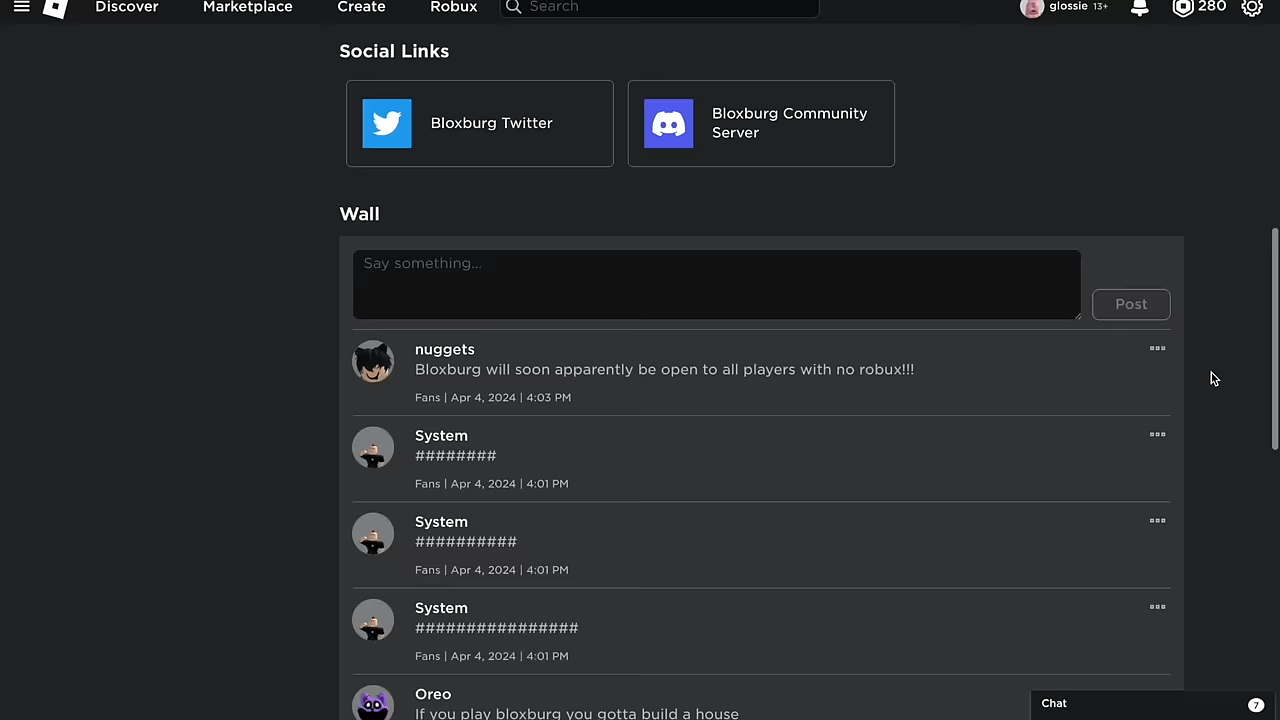 Discover Marketplace Create Robux Search glossie 13+ 280
Social Links
Bloxburg Twitter
Bloxburg Community
Server
Wall
Say something...
Post
nuggets
Bloxburg will soon apparently be open to all players with no robux!!!
Fans | Apr 4, 2024 | 4:03 PM
System
########
Fans | Apr 4, 2024 | 4:01 PM
System
##########
Fans | Apr 4, 2024 | 4:01 PM
System
################
Fans | Apr 4, 2024 | 4:01 PM
Oreo
If you play bloxburg you gotta build a house
Chat 7